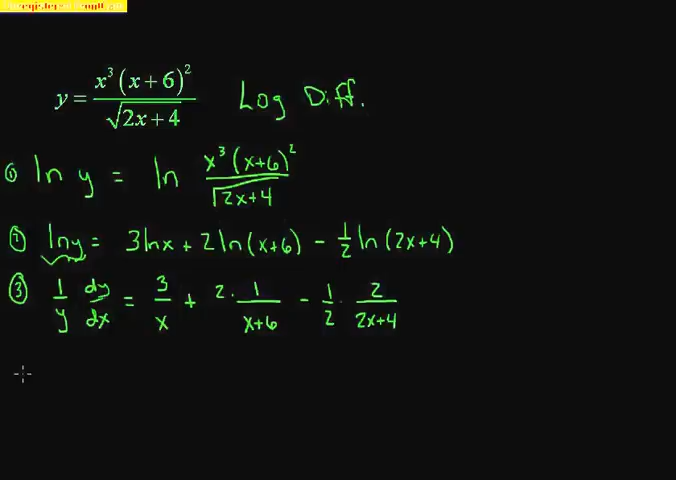 y = x³(x+6)² / √(2x+4) Log Diff.
① ln y = ln x³(x+6)² / √(2x+4)
② ln y = 3lnx + 2ln(x+6) - 1/2 ln(2x+4)
③ 1/y dy/dx = 3/x + 2 · 1/(x+6) - 1/2 · 2/(2x+4)